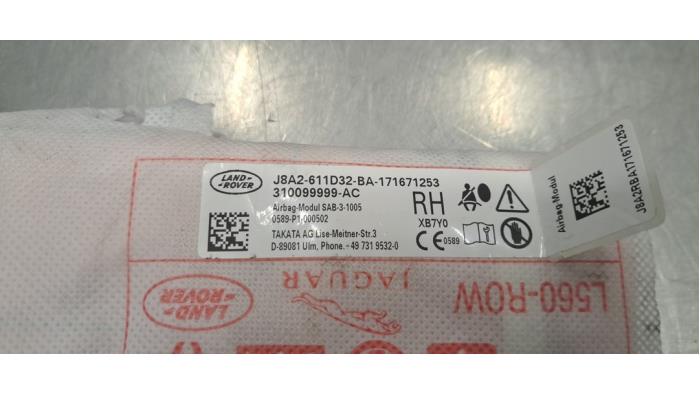 LAND-
ROVER
J8A2-611D32-BA-171671253
310099999-AC
Airbag-Modul SAB-3-1005
0589-P1-000502
TAKATA AG Lise-Meitner-Str.3
D-89081 Ulm, Phone.+49 731 9532-0
RH
XB7Y0
CE 0589
Airbag Modul
J8A2RBA171671253
LAND-
ROVER
JAGUAR
L560-ROW